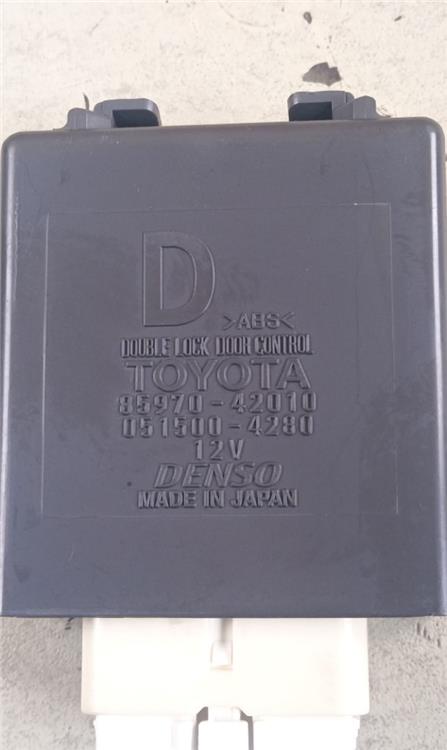 D
>ABS<
DOUBLE LOCK DOOR CONTROL
TOYOTA
85970-42010
051500-4280
12V
DENSO
MADE IN JAPAN